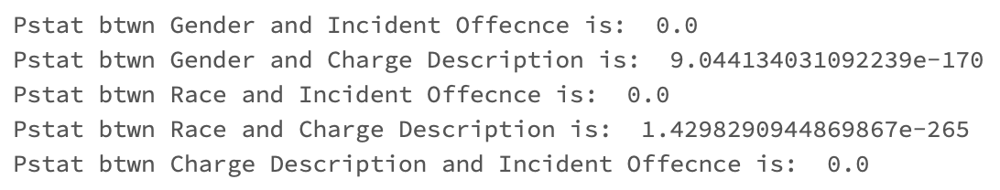 Pstat btwn Gender and Incident Offecnce is:  0.0
Pstat btwn Gender and Charge Description is:  9.044134031092239e-170
Pstat btwn Race and Incident Offecnce is:  0.0
Pstat btwn Race and Charge Description is:  1.4298290944869867e-265
Pstat btwn Charge Description and Incident Offecnce is:  0.0